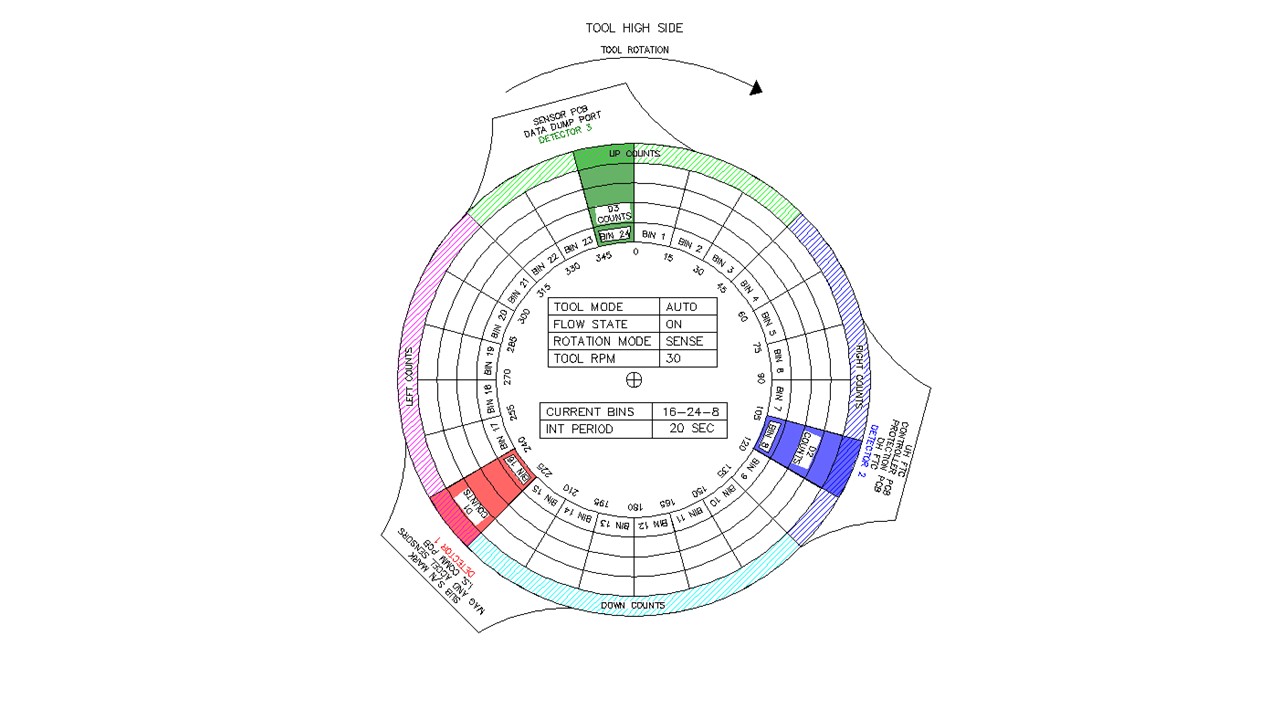 TOOL HIGH SIDE
TOOL ROTATION
SENSOR PCB
DATA DUMP PORT
DETECTOR 3
UP COUNTS
D3
COUNTS
BIN 24
BIN 1
BIN 2
BIN 3
BIN 4
BIN 5
BIN 6
BIN 7
BIN 8
BIN 9
BIN 10
BIN 11
BIN 12
BIN 13
BIN 14
BIN 15
BIN 16
BIN 17
BIN 18
BIN 19
BIN 20
BIN 21
BIN 22
BIN 23
0
15
30
45
60
75
90
105
120
135
150
165
180
195
210
225
240
255
270
285
300
315
330
345
TOOL MODE AUTO
FLOW STATE ON
ROTATION MODE SENSE
TOOL RPM 30
CURRENT BINS 16-24-8
INT PERIOD 20 SEC
RIGHT COUNTS
D2
COUNTS
UH FTC
CONTROLLER PCB
PROTECTION PCB
DH FTC
DETECTOR 2
DOWN COUNTS
D1
COUNTS
DETECTOR 1
I.S. COMM PCB
MAG AND ACCEL SENSORS
SUB S/N MARK
LEFT COUNTS